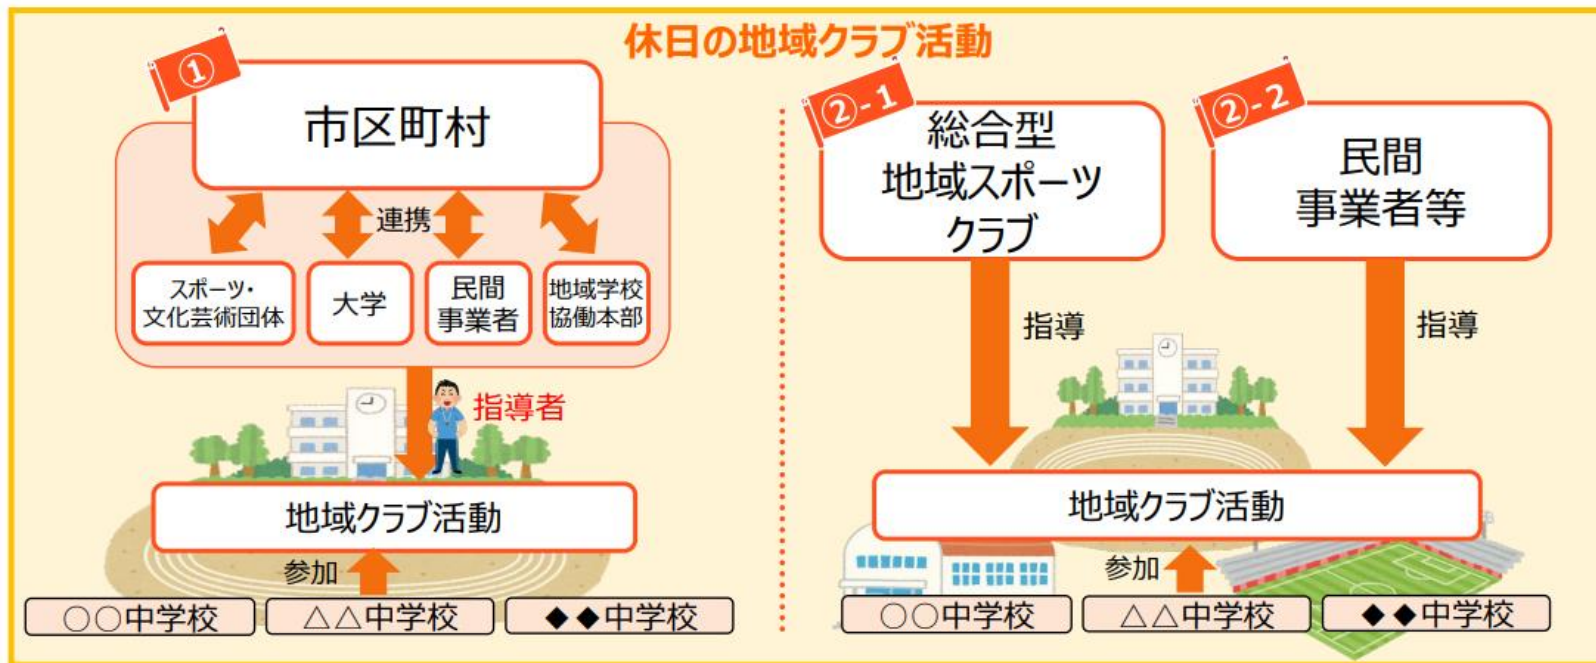 休日の地域クラブ活動
①
市区町村
連携
スポーツ・
文化芸術団体
大学
民間
事業者
地域学校
協働本部
指導者
地域クラブ活動
参加
○○中学校
△△中学校
◆◆中学校
②-1
総合型
地域スポーツ
クラブ
②-2
民間
事業者等
指導
指導
地域クラブ活動
参加
○○中学校
△△中学校
◆◆中学校